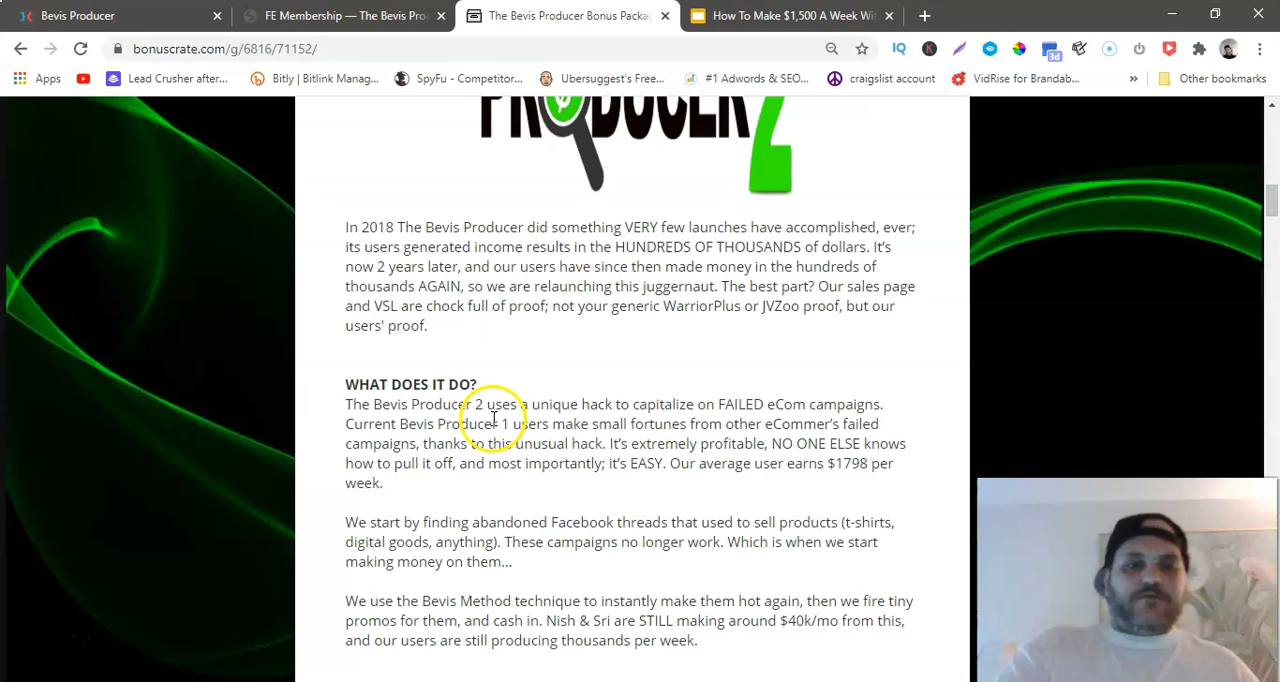 Bevis Producer
FE Membership — The Bevis Pro
The Bevis Producer Bonus Packa
How To Make $1,500 A Week Wi
bonuscrate.com/g/6816/71152/
IQ
K
3d
Apps
Lead Crusher after...
Bitly | Bitlink Manag...
SpyFu - Competitor...
Ubersuggest's Free...
#1 Adwords & SEO...
craigslist account
VidRise for Brandab...
»
Other bookmarks
PRODUCER 2
In 2018 The Bevis Producer did something VERY few launches have accomplished, ever;
its users generated income results in the HUNDREDS OF THOUSANDS of dollars. It's
now 2 years later, and our users have since then made money in the hundreds of
thousands AGAIN, so we are relaunching this juggernaut. The best part? Our sales page
and VSL are chock full of proof; not your generic WarriorPlus or JVZoo proof, but our
users' proof.
WHAT DOES IT DO?
The Bevis Producer 2 uses a unique hack to capitalize on FAILED eCom campaigns.
Current Bevis Producer 1 users make small fortunes from other eCommer's failed
campaigns, thanks to this unusual hack. It's extremely profitable, NO ONE ELSE knows
how to pull it off, and most importantly; it's EASY. Our average user earns $1798 per
week.
We start by finding abandoned Facebook threads that used to sell products (t-shirts,
digital goods, anything). These campaigns no longer work. Which is when we start
making money on them...
We use the Bevis Method technique to instantly make them hot again, then we fire tiny
promos for them, and cash in. Nish & Sri are STILL making around $40k/mo from this,
and our users are still producing thousands per week.